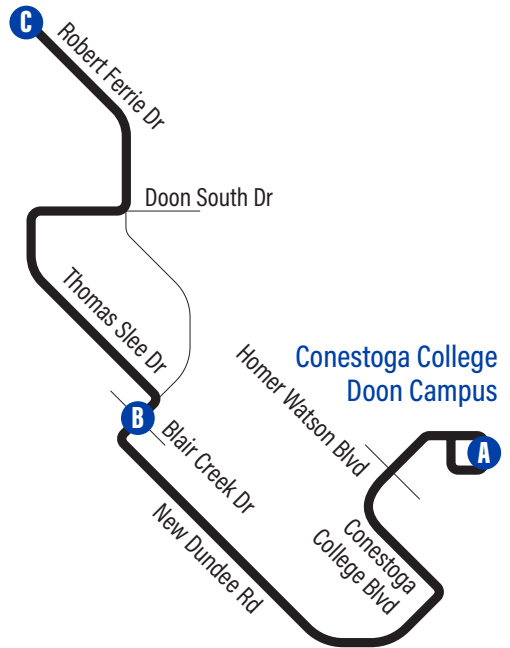 C
Robert Ferrie Dr
Doon South Dr
Thomas Slee Dr
Homer Watson Blvd
Conestoga College
Doon Campus
B
Blair Creek Dr
A
New Dundee Rd
Conestoga
College Blvd